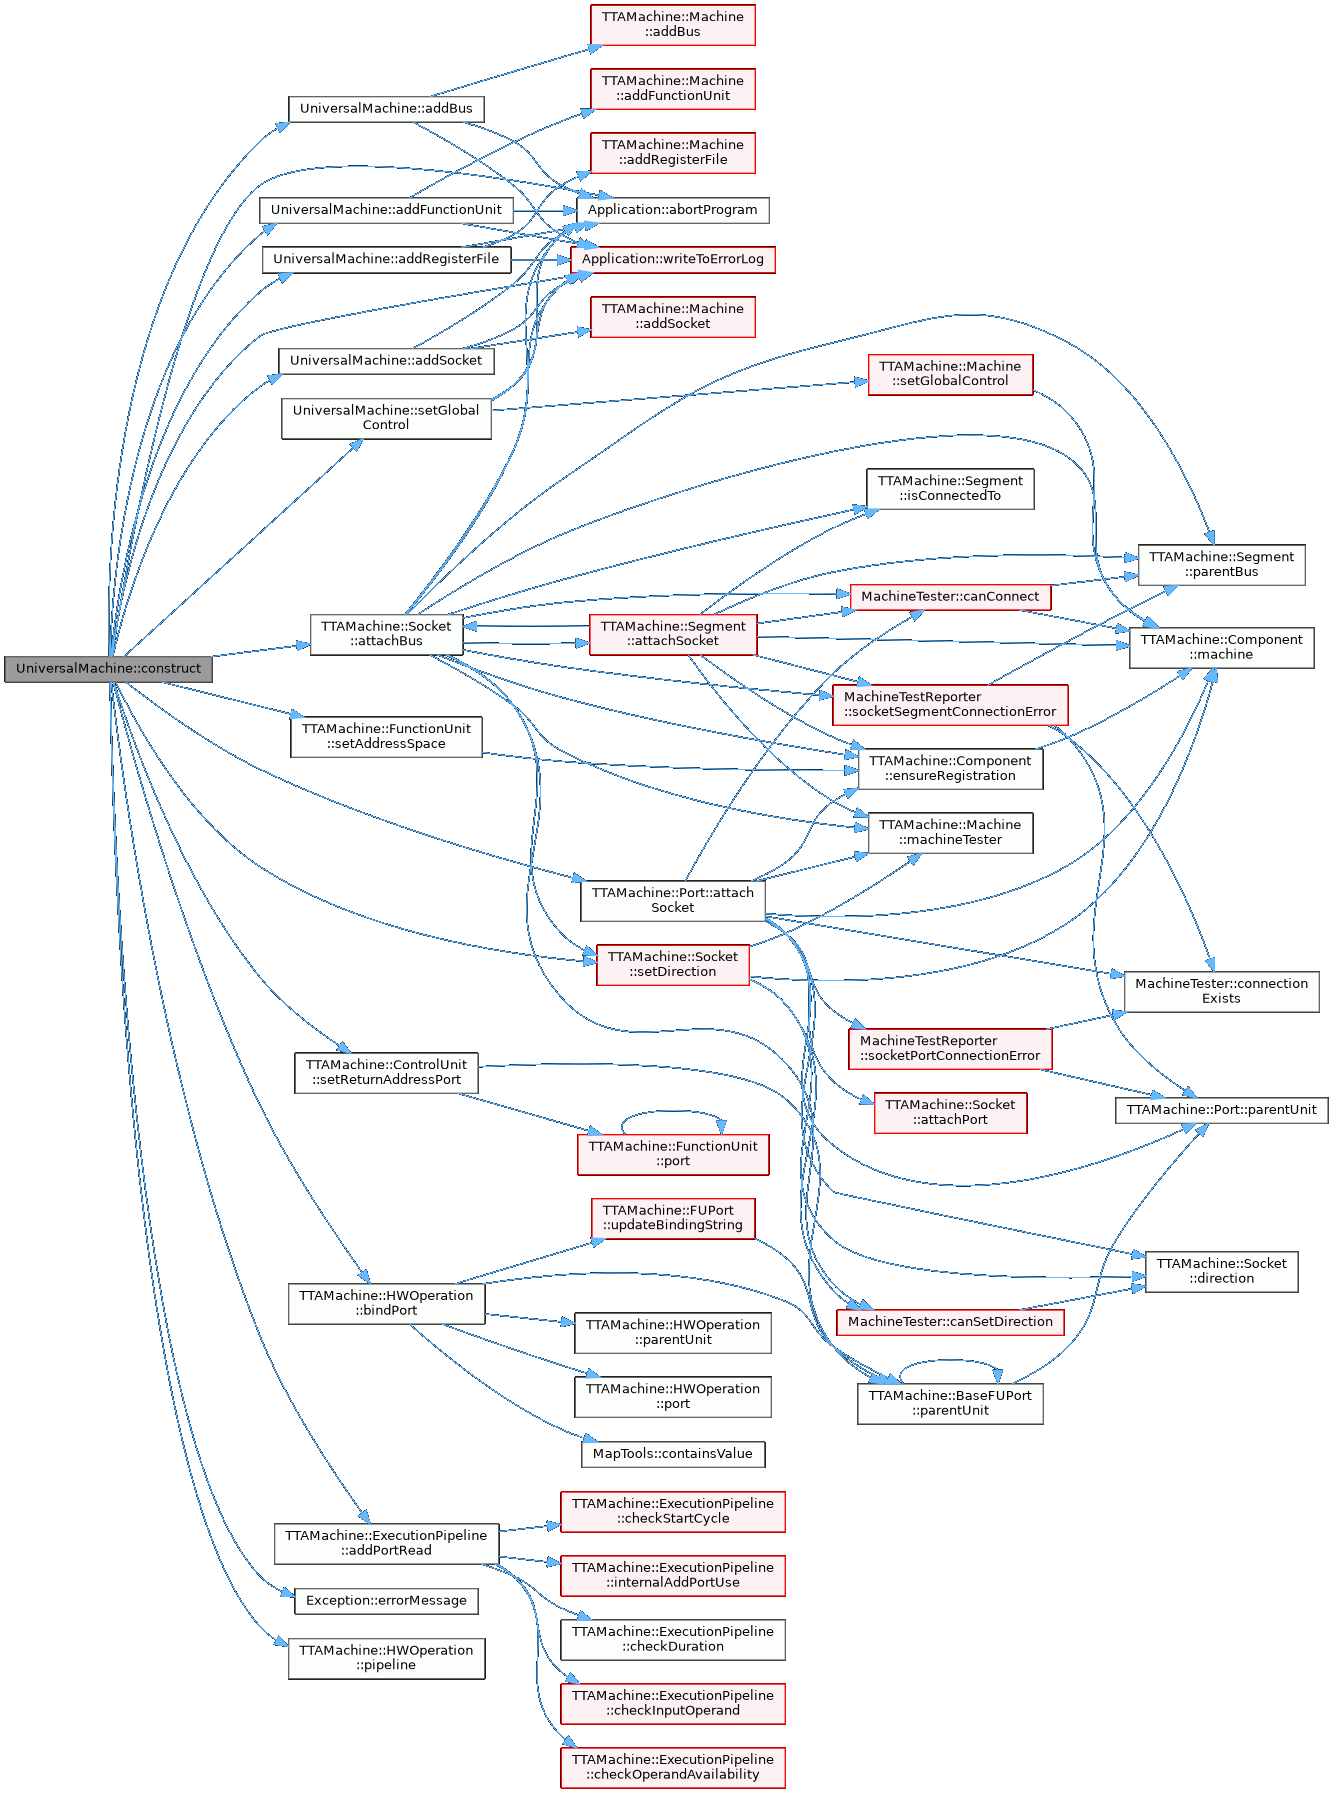 TTAMachine::Machine
::addBus
TTAMachine::Machine
::addFunctionUnit
UniversalMachine::addBus
TTAMachine::Machine
::addRegisterFile
UniversalMachine::addFunctionUnit
Application::abortProgram
UniversalMachine::addRegisterFile
Application::writeToErrorLog
TTAMachine::Machine
::addSocket
UniversalMachine::addSocket
TTAMachine::Machine
::setGlobalControl
UniversalMachine::setGlobal
Control
TTAMachine::Segment
::isConnectedTo
TTAMachine::Segment
::parentBus
MachineTester::canConnect
TTAMachine::Socket
::attachBus
TTAMachine::Segment
::attachSocket
TTAMachine::Component
::machine
UniversalMachine::construct
MachineTestReporter
::socketSegmentConnectionError
TTAMachine::FunctionUnit
::setAddressSpace
TTAMachine::Component
::ensureRegistration
TTAMachine::Machine
::machineTester
TTAMachine::Port::attach
Socket
TTAMachine::Socket
::setDirection
MachineTester::connection
Exists
MachineTestReporter
::socketPortConnectionError
TTAMachine::ControlUnit
::setReturnAddressPort
TTAMachine::Socket
::attachPort
TTAMachine::Port::parentUnit
TTAMachine::FunctionUnit
::port
TTAMachine::FUPort
::updateBindingString
TTAMachine::Socket
::direction
TTAMachine::HWOperation
::bindPort
MachineTester::canSetDirection
TTAMachine::HWOperation
::parentUnit
TTAMachine::HWOperation
::port
TTAMachine::BaseFUPort
::parentUnit
MapTools::containsValue
TTAMachine::ExecutionPipeline
::checkStartCycle
TTAMachine::ExecutionPipeline
::addPortRead
TTAMachine::ExecutionPipeline
::internalAddPortUse
Exception::errorMessage
TTAMachine::ExecutionPipeline
::checkDuration
TTAMachine::HWOperation
::pipeline
TTAMachine::ExecutionPipeline
::checkInputOperand
TTAMachine::ExecutionPipeline
::checkOperandAvailability